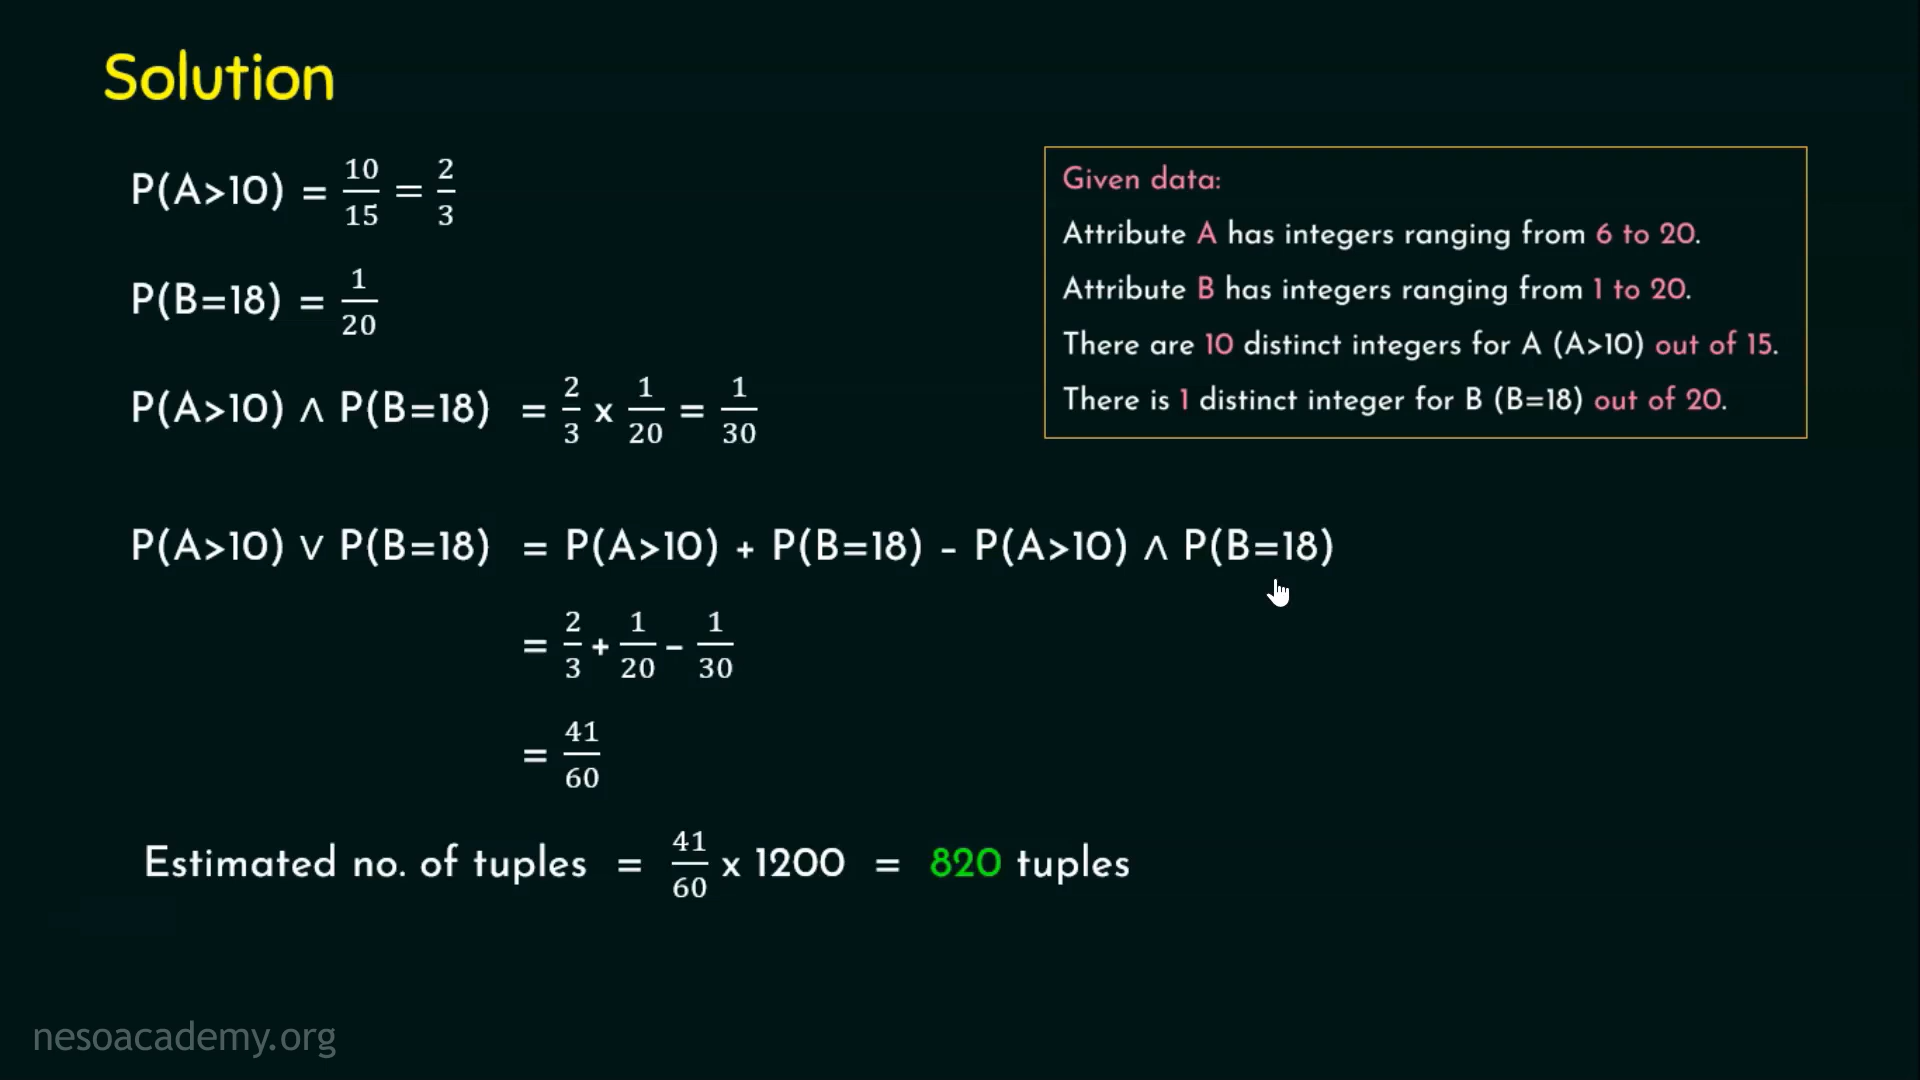 Solution
P(A>10) = 10/15 = 2/3
P(B=18) = 1/20
P(A>10) ∧ P(B=18) = 2/3 x 1/20 = 1/30
P(A>10) ∨ P(B=18) = P(A>10) + P(B=18) – P(A>10) ∧ P(B=18)
= 2/3 + 1/20 – 1/30
= 41/60
Estimated no. of tuples = 41/60 x 1200 = 820 tuples
Given data:
Attribute A has integers ranging from 6 to 20.
Attribute B has integers ranging from 1 to 20.
There are 10 distinct integers for A (A>10) out of 15.
There is 1 distinct integer for B (B=18) out of 20.
nesoacademy.org